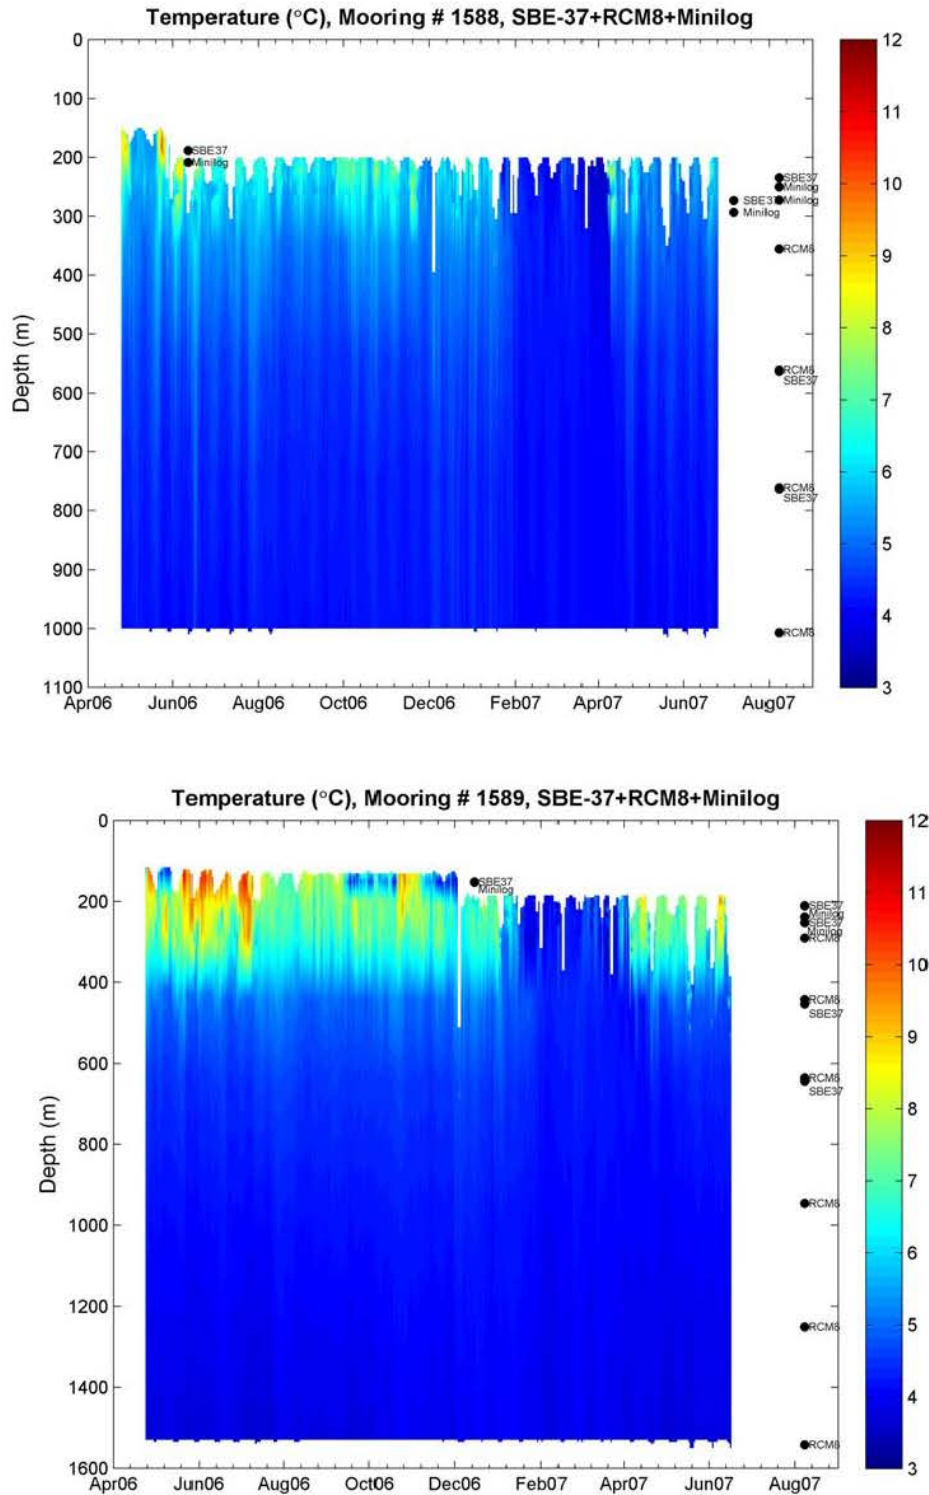 Temperature (°C), Mooring # 1588, SBE-37+RCM8+Minilog
0
100
200
300
400
500
600
700
800
900
1000
1100
Depth (m)
Apr06 Jun06 Aug06 Oct06 Dec06 Feb07 Apr07 Jun07 Aug07
SBE37
Minilog
SBE37
Minilog
SBE37
Minilog
Minilog
RCM8
RCM8
SBE37
RCM8
SBE37
RCM8
12
11
10
9
8
7
6
5
4
3
Temperature (°C), Mooring # 1589, SBE-37+RCM8+Minilog
0
200
400
600
800
1000
1200
1400
1600
Depth (m)
Apr06 Jun06 Aug06 Oct06 Dec06 Feb07 Apr07 Jun07 Aug07
SBE37
Minilog
SBE37
Minilog
SBE37
Minilog
RCM8
RCM8
SBE37
RCM8
SBE37
RCM8
RCM8
RCM8
12
11
10
9
8
7
6
5
4
3